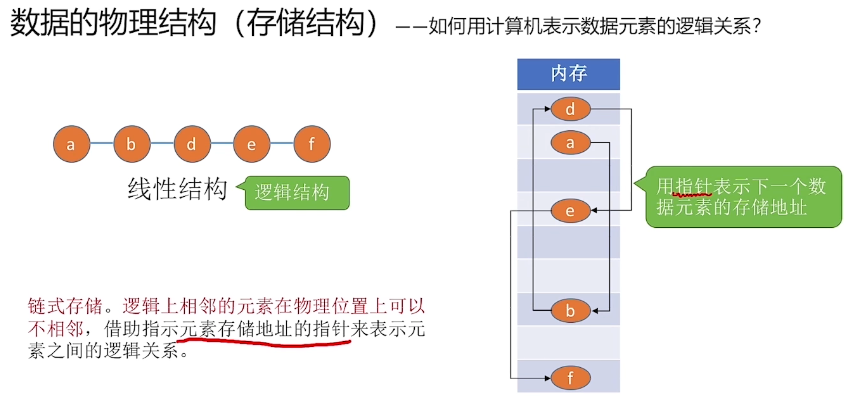 数据的物理结构（存储结构）——如何用计算机表示数据元素的逻辑关系？
a b d e f
线性结构
逻辑结构
链式存储。逻辑上相邻的元素在物理位置上可以
不相邻，借助指示元素存储地址的指针来表示元
素之间的逻辑关系。
内存
d
a
e
b
f
用指针表示下一个数
据元素的存储地址